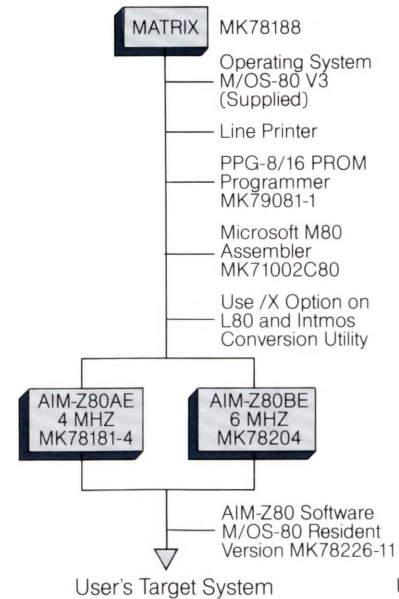 MATRIX MK78188
Operating System
M/OS-80 V3
(Supplied)
Line Printer
PPG-8/16 PROM
Programmer
MK79081-1
Microsoft M80
Assembler
MK71002C80
Use /X Option on
L80 and Intmos
Conversion Utility
AIM-Z80AE
4 MHZ
MK78181-4
AIM-Z80BE
6 MHZ
MK78204
AIM-Z80 Software
M/OS-80 Resident
Version MK78226-11
User's Target System